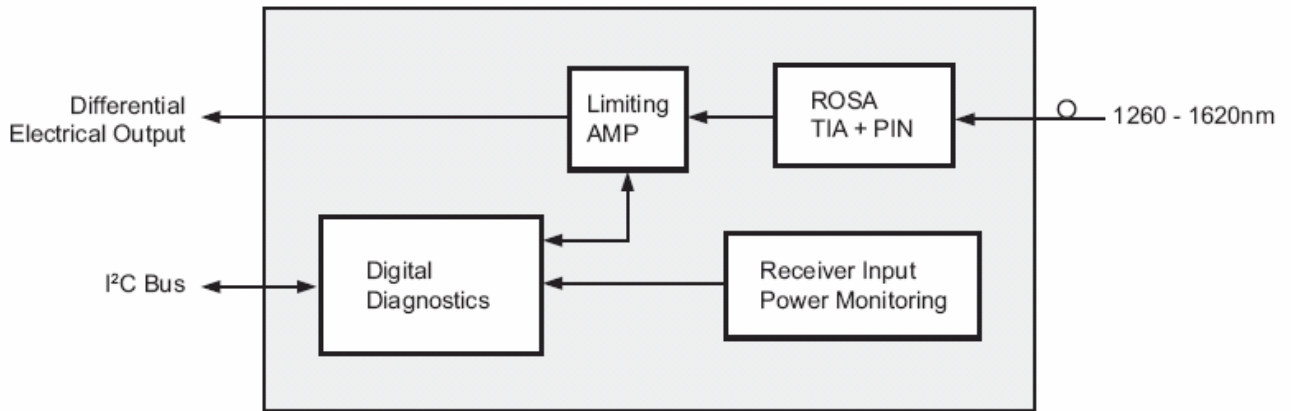 Differential
Electrical Output
Limiting
AMP
ROSA
TIA + PIN
1260 - 1620nm
I²C Bus
Digital
Diagnostics
Receiver Input
Power Monitoring